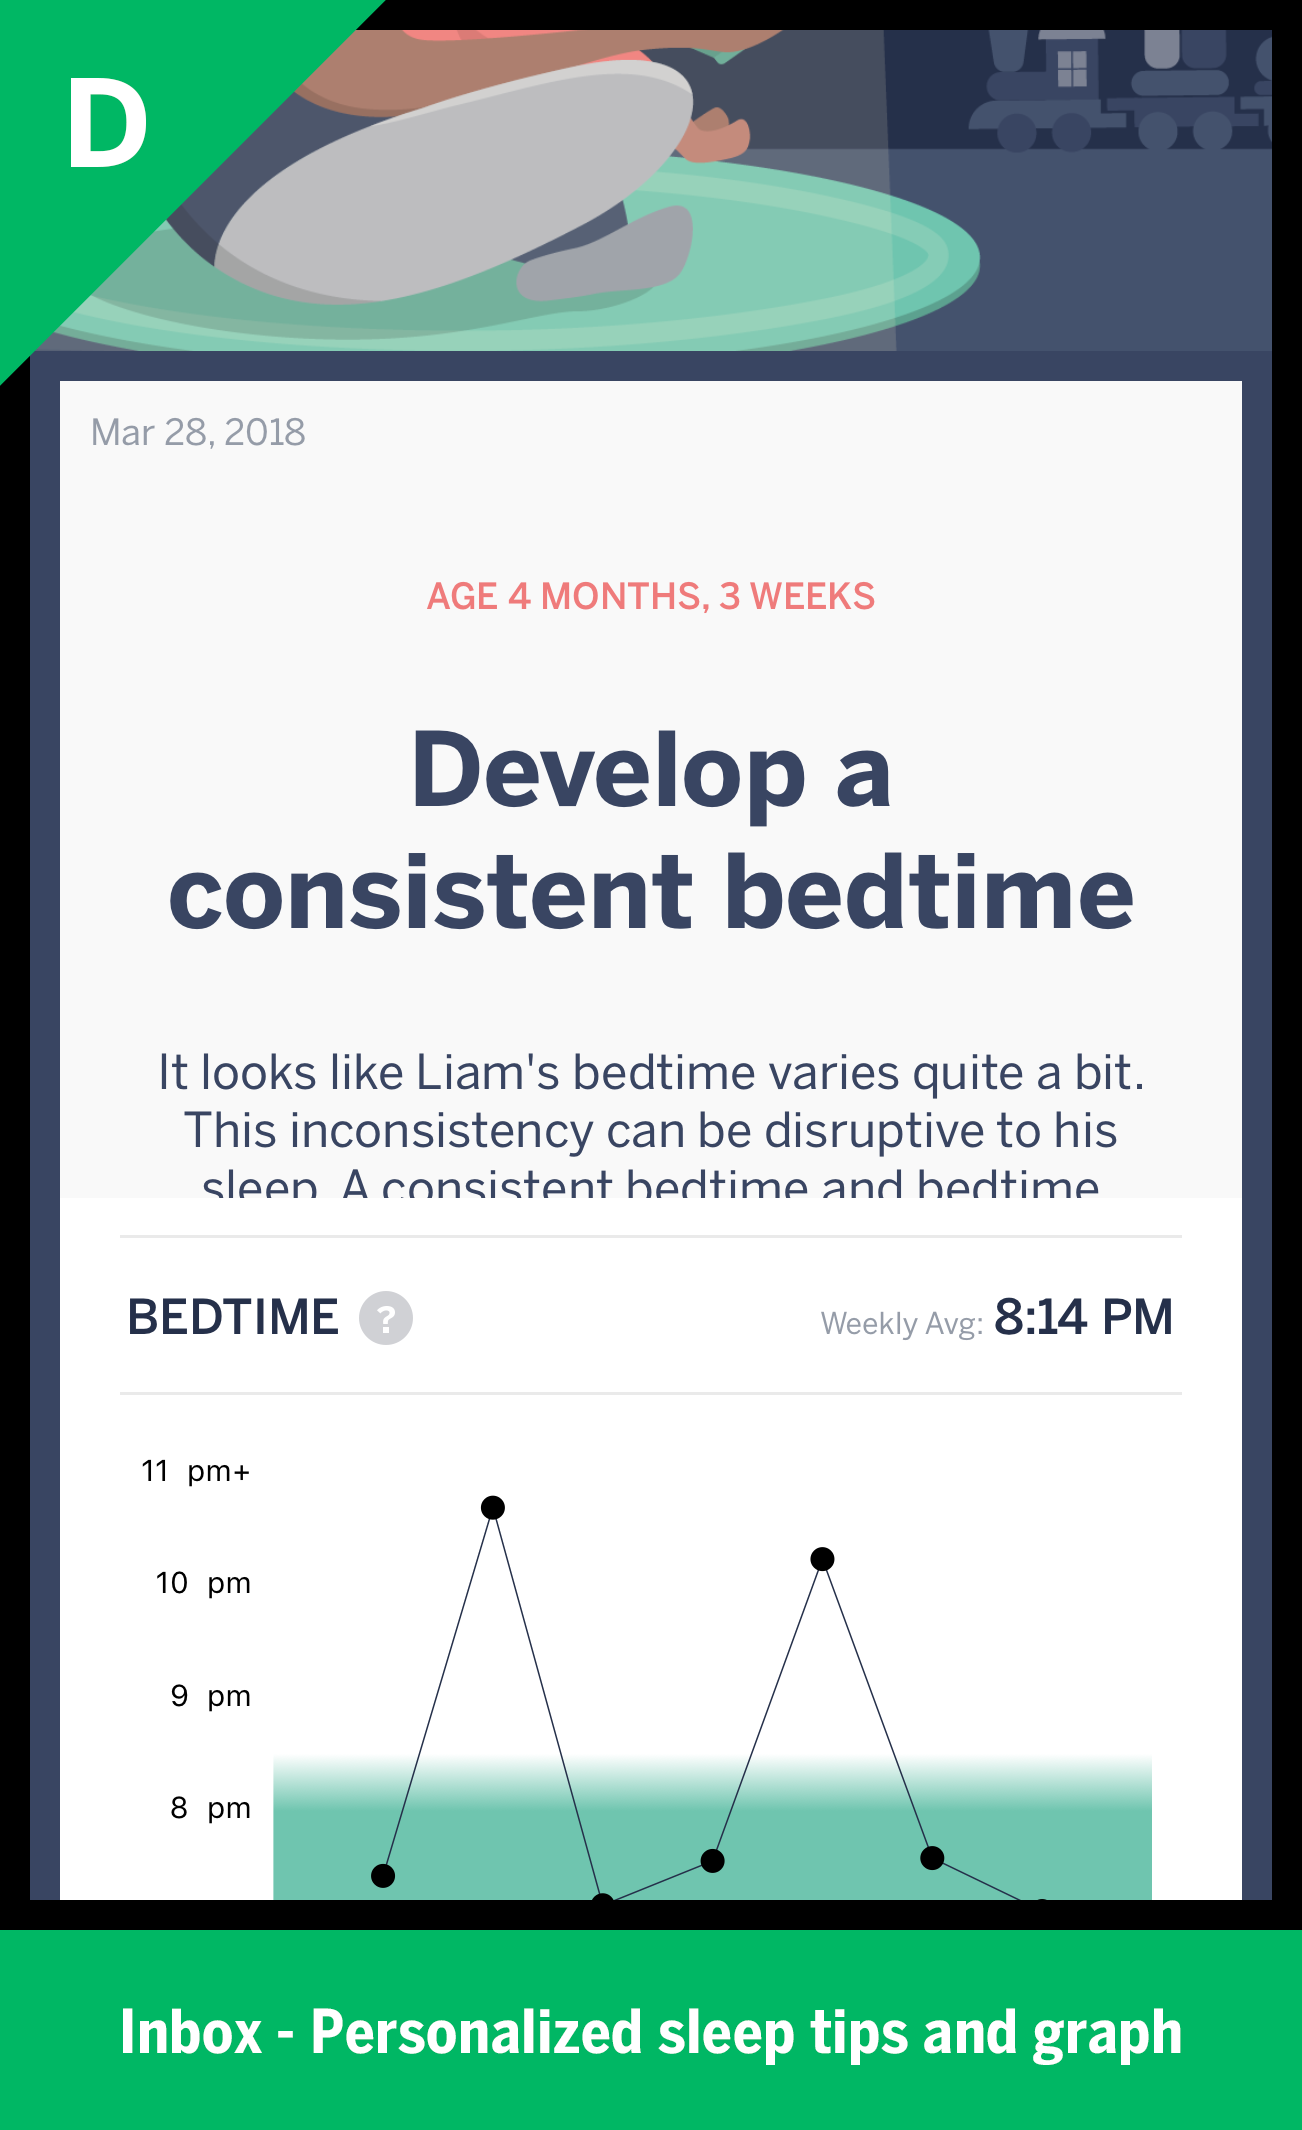 D
Mar 28, 2018
AGE 4 MONTHS, 3 WEEKS
Develop a
consistent bedtime
It looks like Liam's bedtime varies quite a bit.
This inconsistency can be disruptive to his
sleep. A consistent bedtime and bedtime
BEDTIME ?
Weekly Avg: 8:14 PM
11 pm+
10 pm
9 pm
8 pm
Inbox - Personalized sleep tips and graph